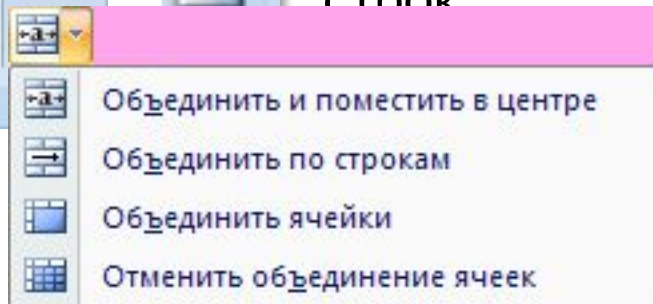 Объединить и поместить в центре
Объединить по строкам
Объединить ячейки
Отменить объединение ячеек